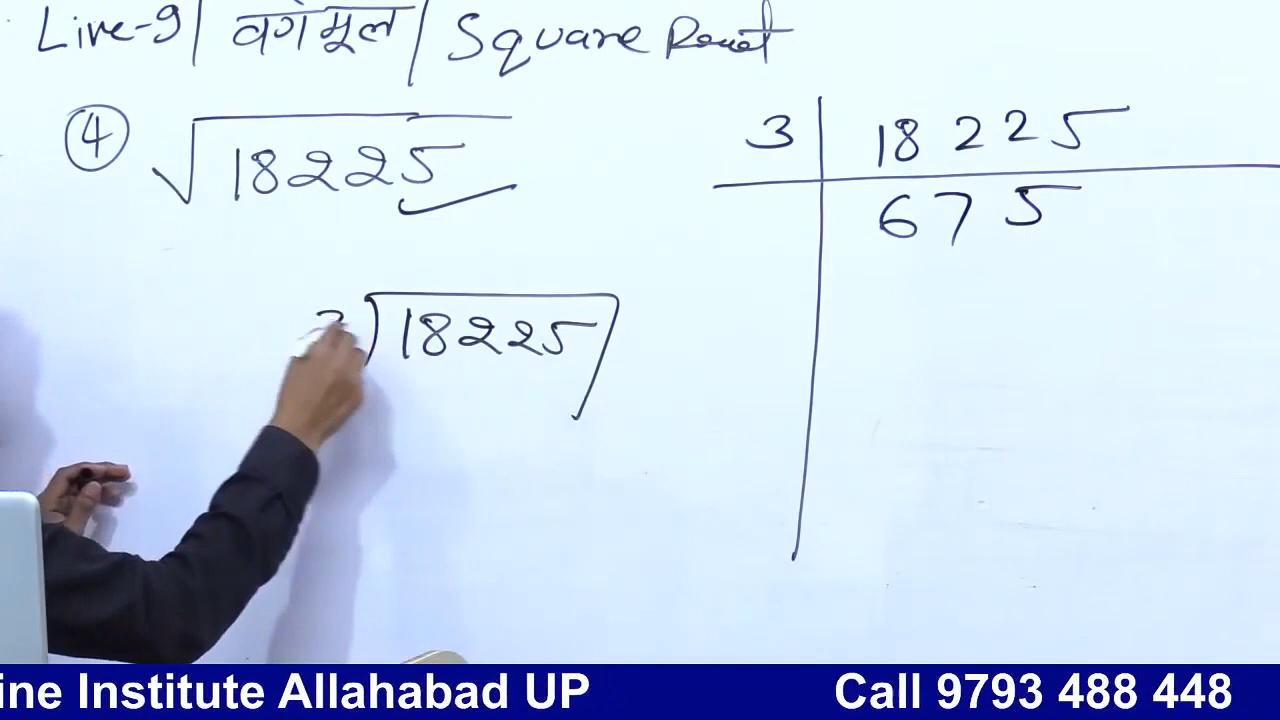 Live-9| वर्गमूल | Square Root
④ √18225
3 | 18225
675
3 ) 18225
ine Institute Allahabad UP Call 9793 488 448